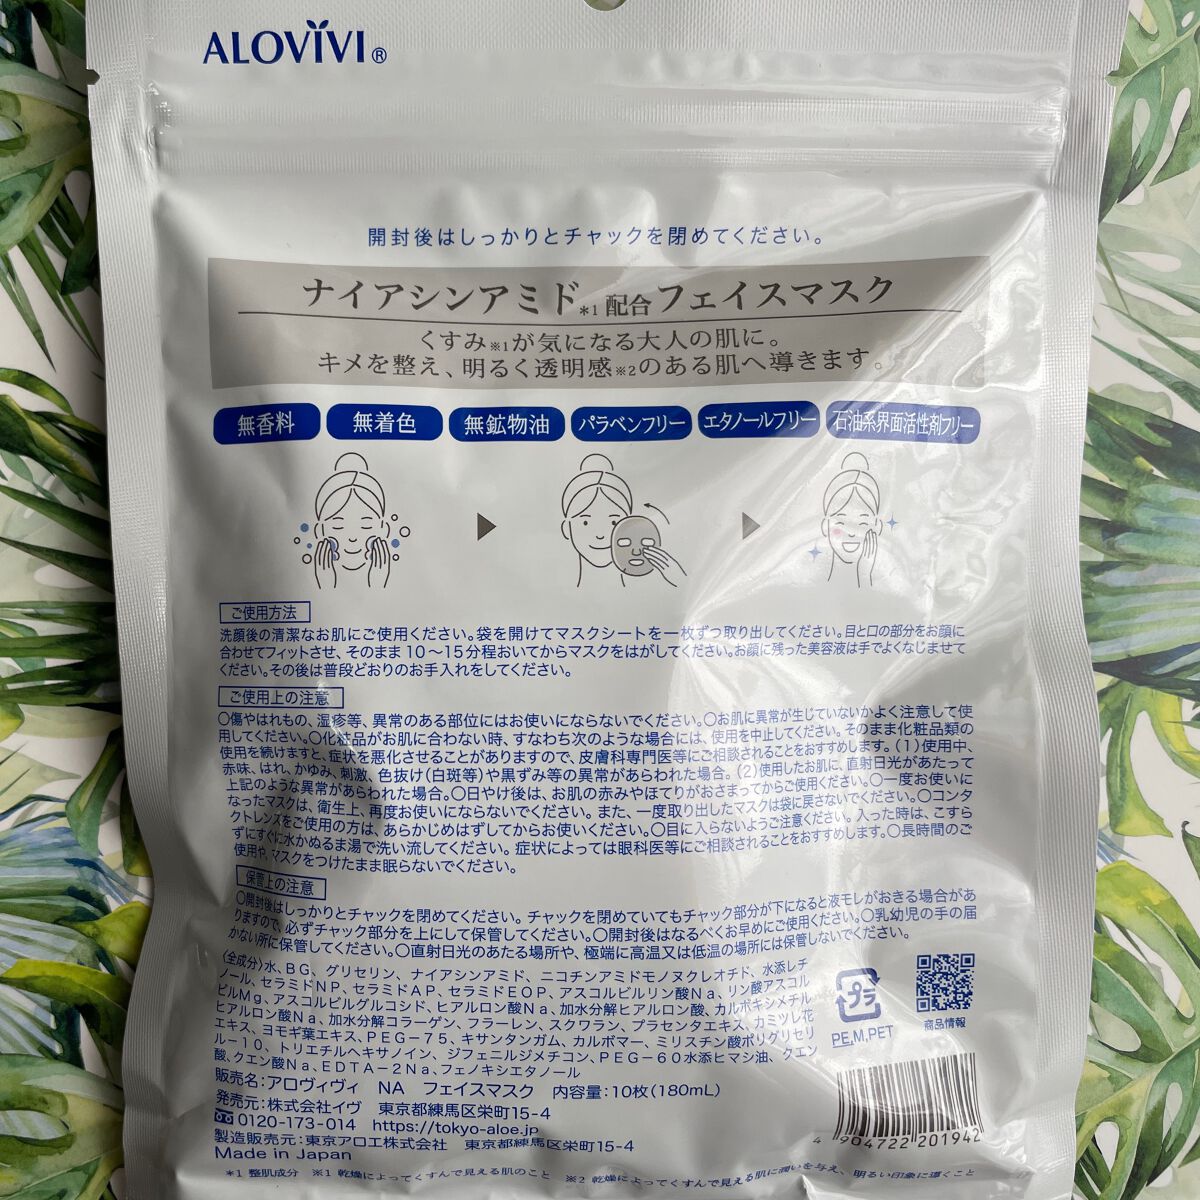 ALOVIVI®
開封後はしっかりとチャックを閉めてください。
ナイアシンアミド*1配合フェイスマスク
くすみ※1が気になる大人の肌に。
キメを整え、明るく透明感※2のある肌へ導きます。
無香料 無着色 無鉱物油 パラベンフリー エタノールフリー 石油系界面活性剤フリー
ご使用方法
洗顔後の清潔なお肌にご使用ください。袋を開けてマスクシートを一枚ずつ取り出してください。目と口の部分をお顔に
合わせてフィットさせ、そのまま10～15分程おいてからマスクをはがしてください。お顔に残った美容液は手でよくなじませて
ください。その後は普段どおりのお手入れをしてください。
ご使用上の注意
○傷やはれもの、湿疹等、異常のある部位にはお使いにならないでください。○お肌に異常が生じていないかよく注意して使
用してください。○化粧品がお肌に合わない時、すなわち次のような場合には、使用を中止してください。そのまま化粧品類の
使用を続けますと、症状を悪化させることがありますので、皮膚科専門医等にご相談されることをおすすめします。(1)使用中、
赤味、はれ、かゆみ、刺激、色抜け(白斑等)や黒ずみ等の異常があらわれた場合。(2)使用したお肌に、直射日光があたって
上記のような異常があらわれた場合。○日やけ後は、お肌の赤みやほてりがおさまってからご使用ください。○一度お使いに
なったマスクは、衛生上、再度お使いにならないでください。また、一度取り出したマスクは袋に戻さないでください。○コンタ
クトレンズをご使用の方は、あらかじめはずしてからお使いください。○目に入らないようご注意ください。入った時は、こすら
ずにすぐに水かぬるま湯で洗い流してください。症状によっては眼科医等にご相談されることをおすすめします。○長時間のご
使用や、マスクをつけたまま眠らないでください。
保管上の注意
○開封後はしっかりとチャックを閉めてください。チャックを閉めていてもチャック部分が下になると液モレがおきる場合があ
りますので、必ずチャック部分を上にして保管してください。○開封後はなるべくお早めにご使用ください。○乳幼児の手の届
かない所に保管してください。○直射日光のあたる場所や、極端に高温又は低温の場所には保管しないでください。
〈全成分〉水、BG、グリセリン、ナイアシンアミド、ニコチンアミドモノヌクレオチド、水添レチ
ノール、セラミドNP、セラミドAP、セラミドEOP、アスコルビルリン酸Na、リン酸アスコル
ビルMg、アスコルビルグルコシド、ヒアルロン酸Na、加水分解ヒアルロン酸、カルボキシメチル
ヒアルロン酸Na、加水分解コラーゲン、フラーレン、スクワラン、プラセンタエキス、カミツレ花
エキス、ヨモギ葉エキス、PEG-75、キサンタンガム、カルボマー、ミリスチン酸ポリグリセリ
ル-10、トリエチルヘキサノイン、ジフェニルジメチコン、PEG-60水添ヒマシ油、クエン
酸、クエン酸Na、EDTA-2Na、フェノキシエタノール
プラ
PE,M,PET
商品情報
販売名：アロヴィヴィ NA フェイスマスク 内容量：10枚(180mL)
発売元：株式会社イヴ 東京都練馬区栄町15-4
0120-173-014 https://tokyo-aloe.jp
製造販売元：東京アロエ株式会社 東京都練馬区栄町15-4
Made in Japan
4 904722 201942
*1 整肌成分 ※1 乾燥によってくすんで見える肌のこと ※2 乾燥によってくすんで見える肌に潤いを与え、明るい印象に導くこと